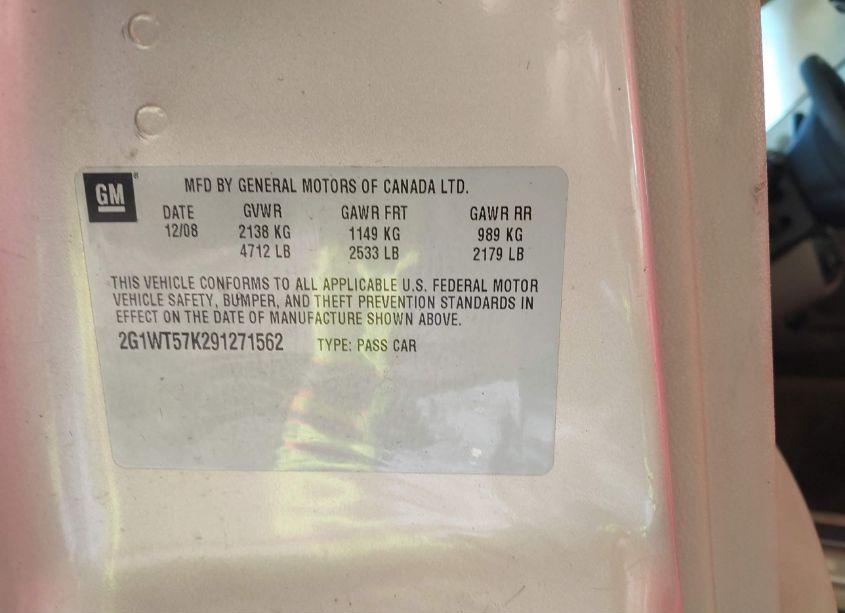 GM
MFD BY GENERAL MOTORS OF CANADA LTD.
DATE GVWR GAWR FRT GAWR RR
12/08 2138 KG 1149 KG 989 KG
4712 LB 2533 LB 2179 LB
THIS VEHICLE CONFORMS TO ALL APPLICABLE U.S. FEDERAL MOTOR
VEHICLE SAFETY, BUMPER, AND THEFT PREVENTION STANDARDS IN
EFFECT ON THE DATE OF MANUFACTURE SHOWN ABOVE.
2G1WT57K291271562 TYPE: PASS CAR